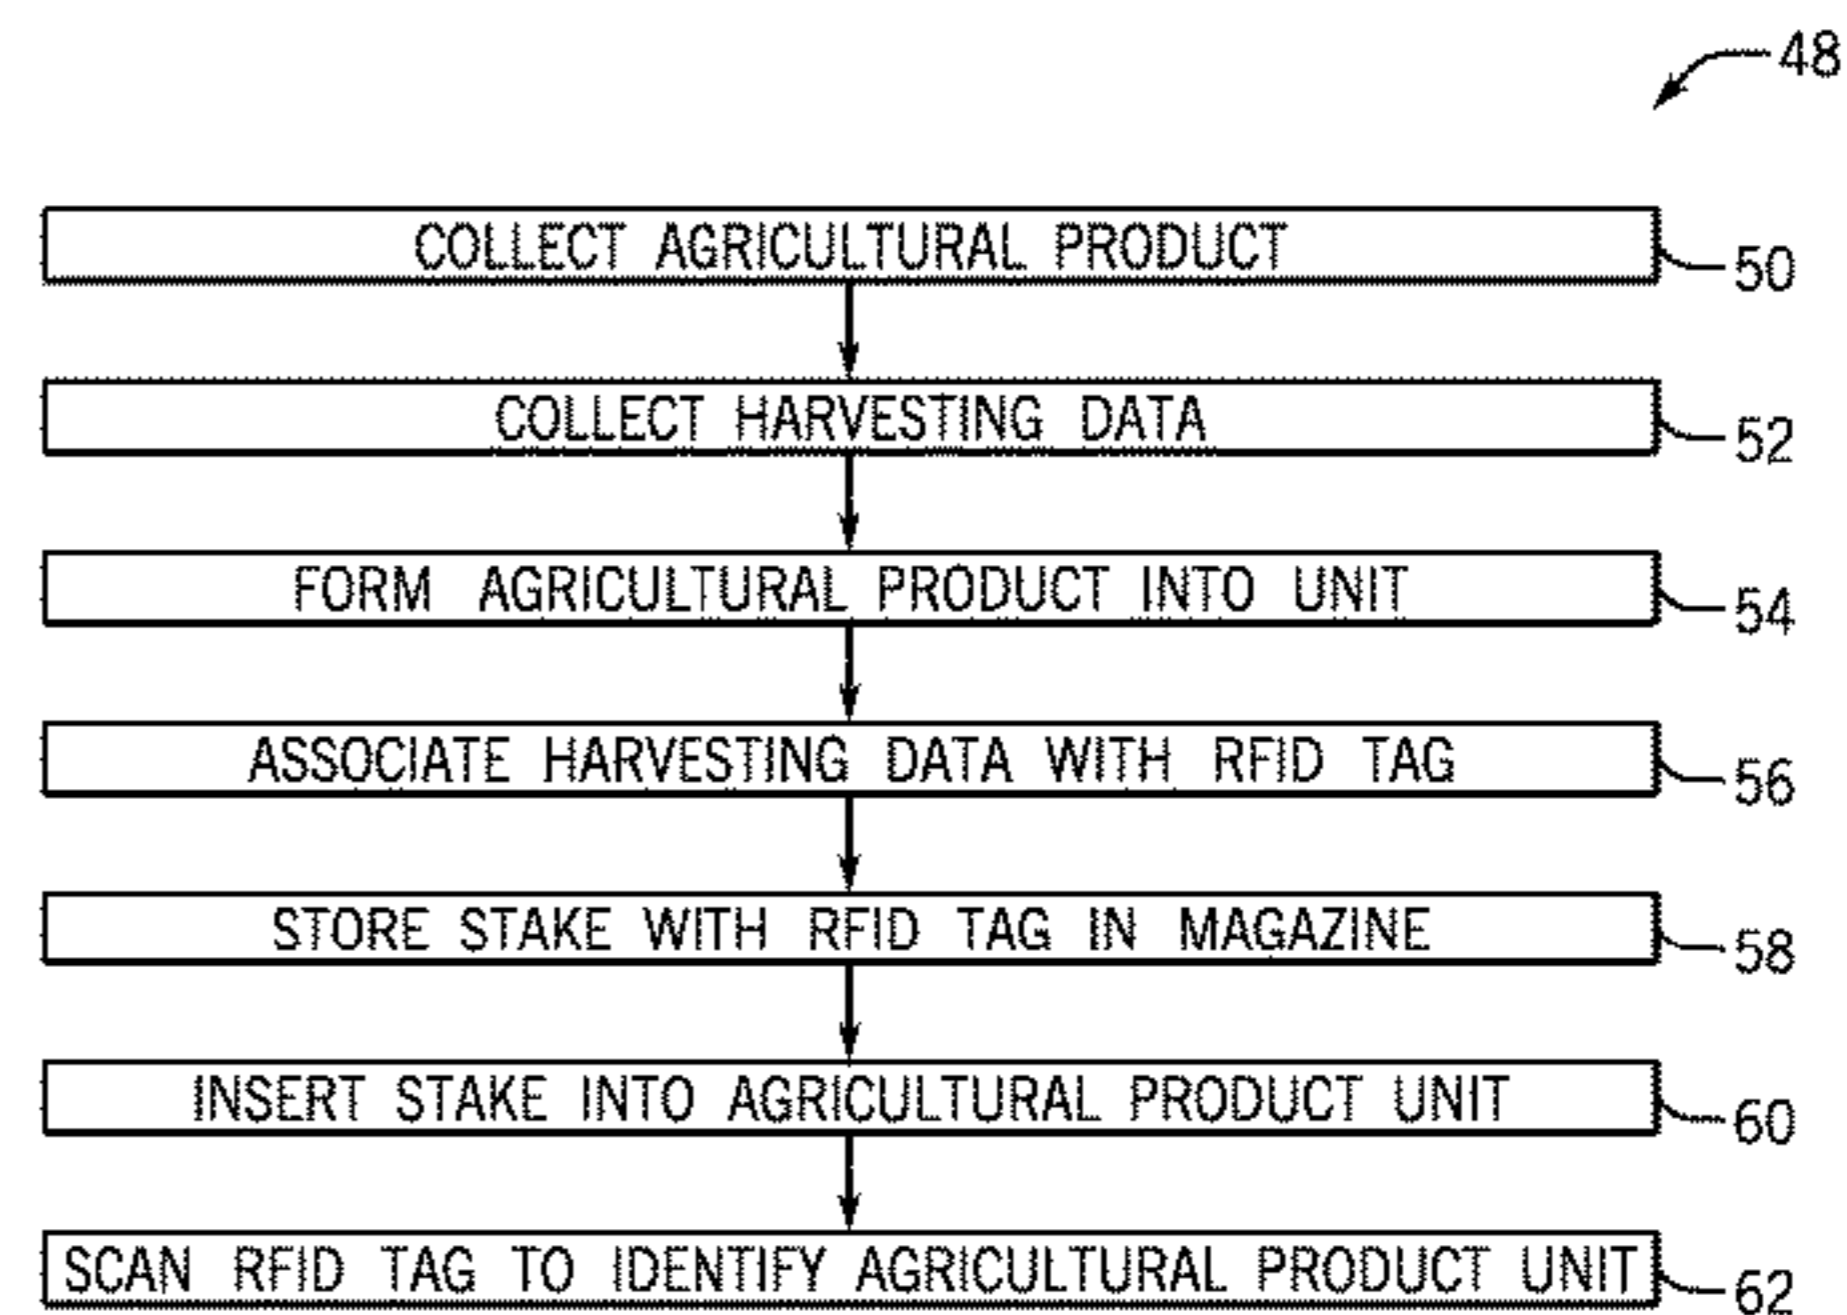 48
COLLECT AGRICULTURAL PRODUCT
50
COLLECT HARVESTING DATA
52
FORM AGRICULTURAL PRODUCT INTO UNIT
54
ASSOCIATE HARVESTING DATA WITH RFID TAG
56
STORE STAKE WITH RFID TAG IN MAGAZINE
58
INSERT STAKE INTO AGRICULTURAL PRODUCT UNIT
60
SCAN RFID TAG TO IDENTIFY AGRICULTURAL PRODUCT UNIT
62